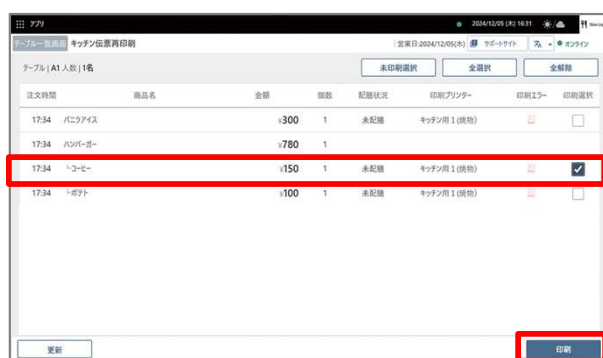 アプリ 2024/12/05 (木) 16:31
テーブル一覧画面 キッチン伝票再印刷 営業日:2024/12/05(木) サポートサイト オンライン
テーブル | A1 人数 | 1名 未印刷選択 全選択 全解除
注文時間 商品名 金額 個数 配膳状況 印刷プリンター 印刷エラー 印刷選択
17:34 バニラアイス ¥300 1 未配膳 キッチン用1(焼物)
17:34 ハンバーガー ¥780 1
17:34 └コーヒー ¥150 1 未配膳 キッチン用1(焼物)
17:34 └ポテト ¥100 1 未配膳 キッチン用1(焼物)
更新 印刷